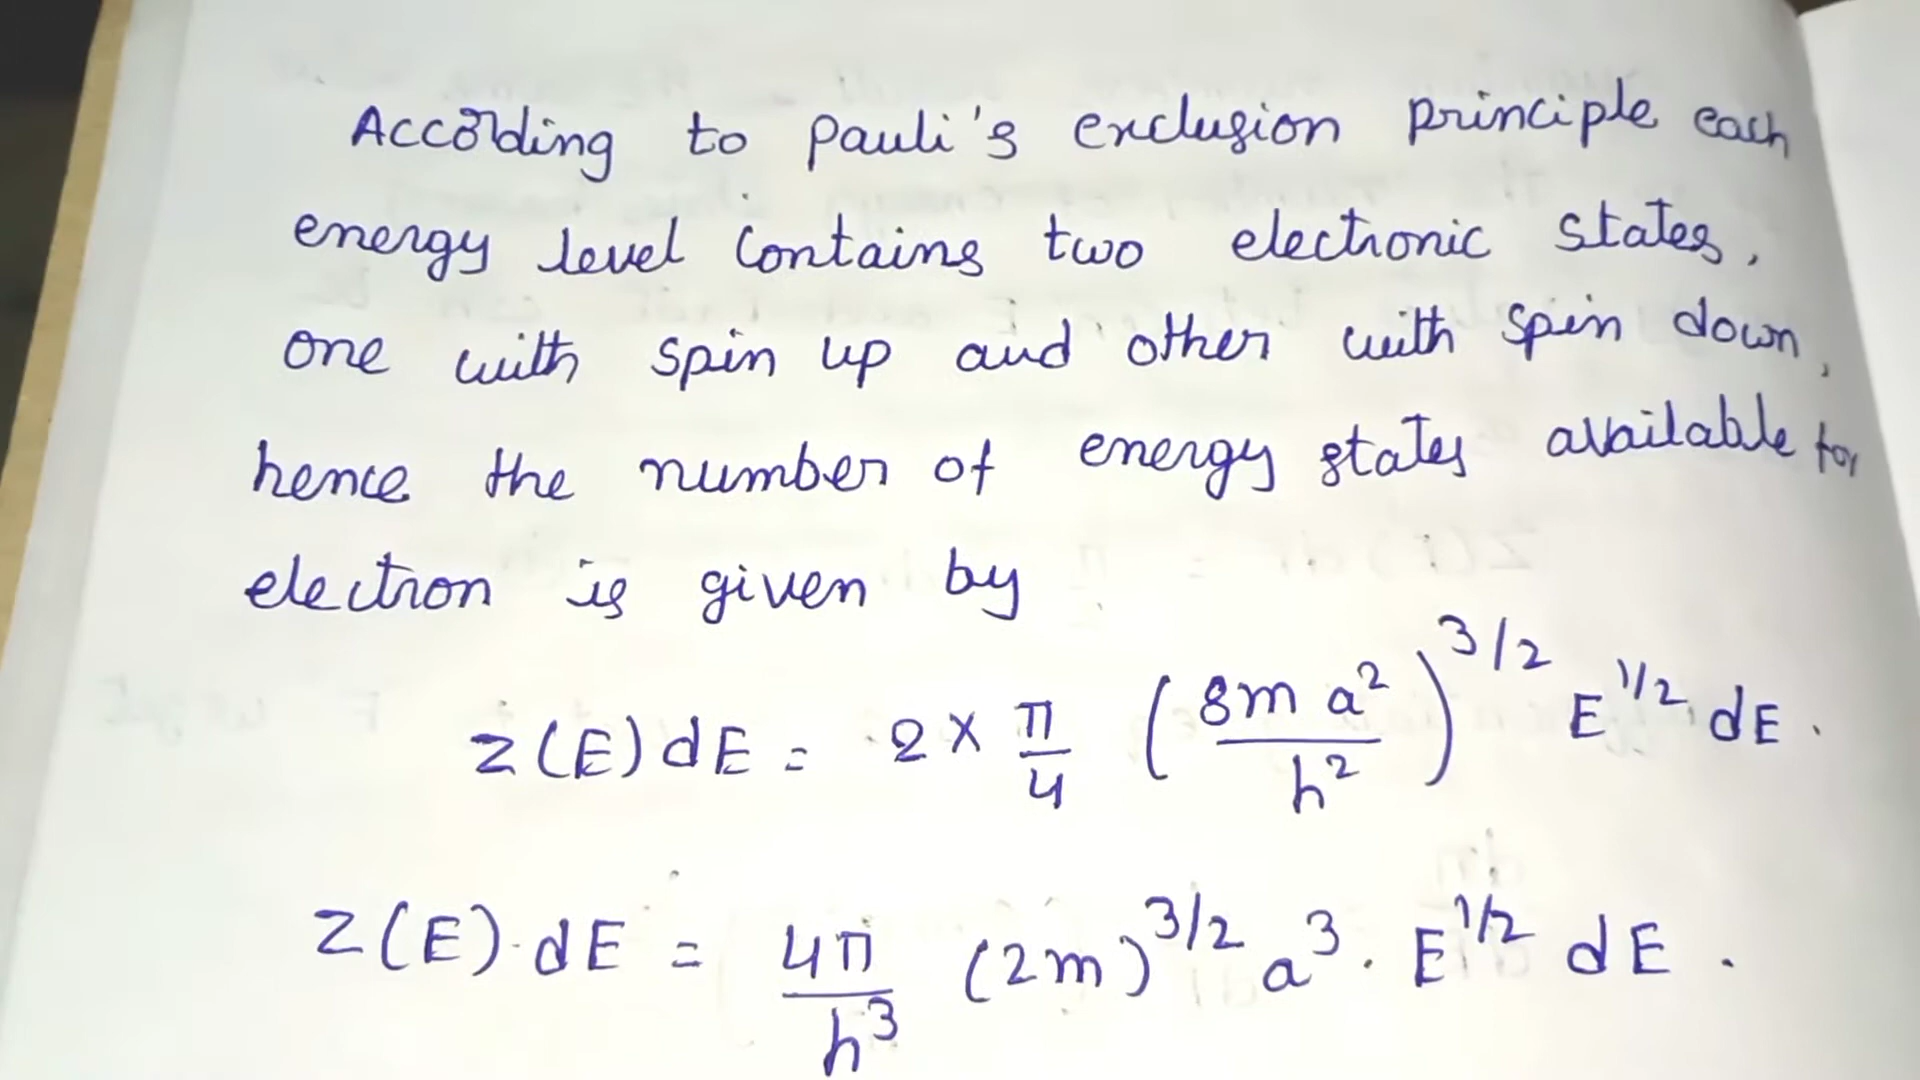 According to Pauli's exclusion principle each
energy level contains two electronic states,
one with spin up and other with spin down,
hence the number of energy states available for
electron is given by
Z(E)dE = 2 × π/4 (8ma²/h²)^3/2 E^1/2 dE.
Z(E).dE = 4π/h³ (2m)^3/2 a³. E^1/2 dE.